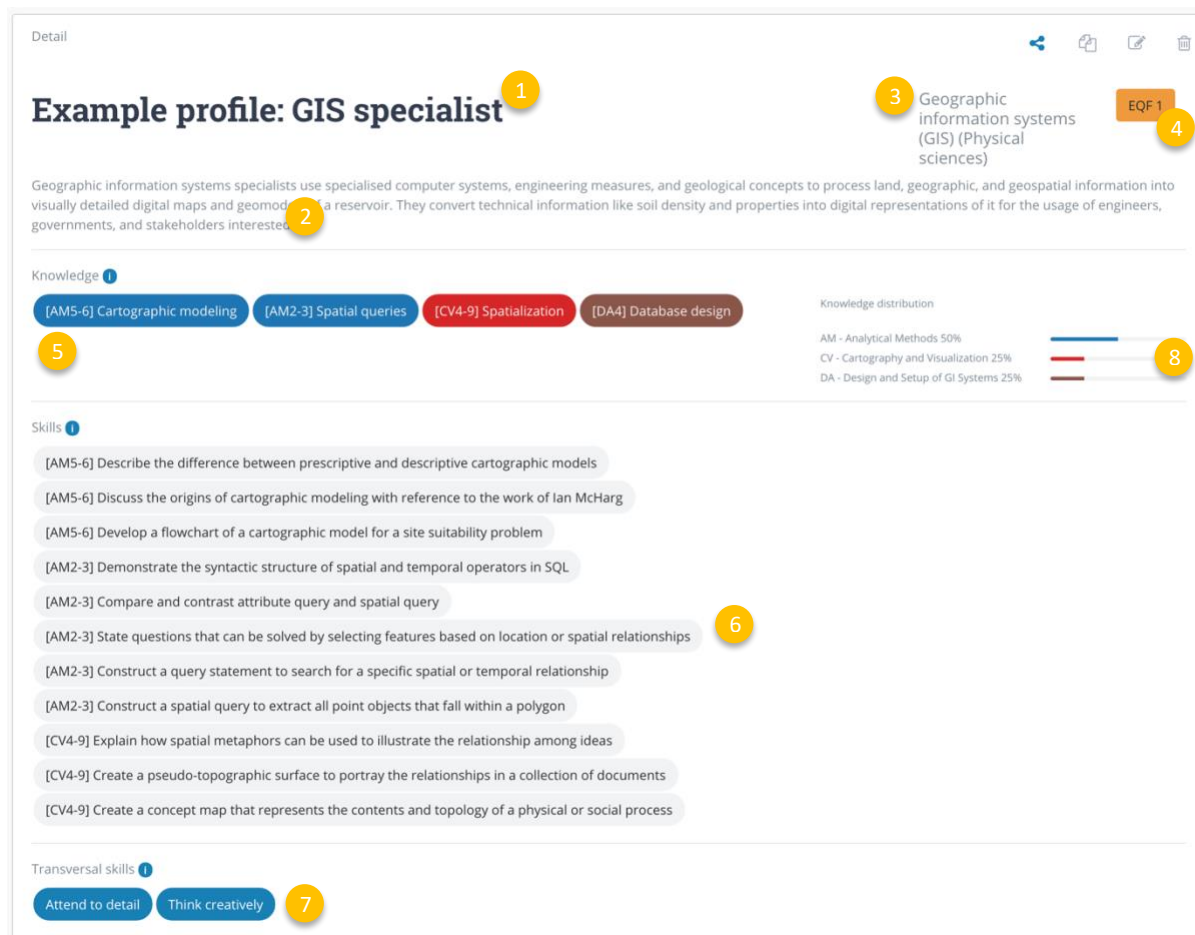 Detail
Example profile: GIS specialist
1
3
Geographic
information systems
(GIS) (Physical
sciences)
EQF 1
4
Geographic information systems specialists use specialised computer systems, engineering measures, and geological concepts to process land, geographic, and geospatial information into
visually detailed digital maps and geomod a reservoir. They convert technical information like soil density and properties into digital representations of it for the usage of engineers,
governments, and stakeholders interested
2
Knowledge i
[AM5-6] Cartographic modeling
[AM2-3] Spatial queries
[CV4-9] Spatialization
[DA4] Database design
5
Knowledge distribution
AM - Analytical Methods 50%
CV - Cartography and Visualization 25%
DA - Design and Setup of GI Systems 25%
8
Skills i
[AM5-6] Describe the difference between prescriptive and descriptive cartographic models
[AM5-6] Discuss the origins of cartographic modeling with reference to the work of Ian McHarg
[AM5-6] Develop a flowchart of a cartographic model for a site suitability problem
[AM2-3] Demonstrate the syntactic structure of spatial and temporal operators in SQL
[AM2-3] Compare and contrast attribute query and spatial query
[AM2-3] State questions that can be solved by selecting features based on location or spatial relationships
6
[AM2-3] Construct a query statement to search for a specific spatial or temporal relationship
[AM2-3] Construct a spatial query to extract all point objects that fall within a polygon
[CV4-9] Explain how spatial metaphors can be used to illustrate the relationship among ideas
[CV4-9] Create a pseudo-topographic surface to portray the relationships in a collection of documents
[CV4-9] Create a concept map that represents the contents and topology of a physical or social process
Transversal skills i
Attend to detail
Think creatively
7